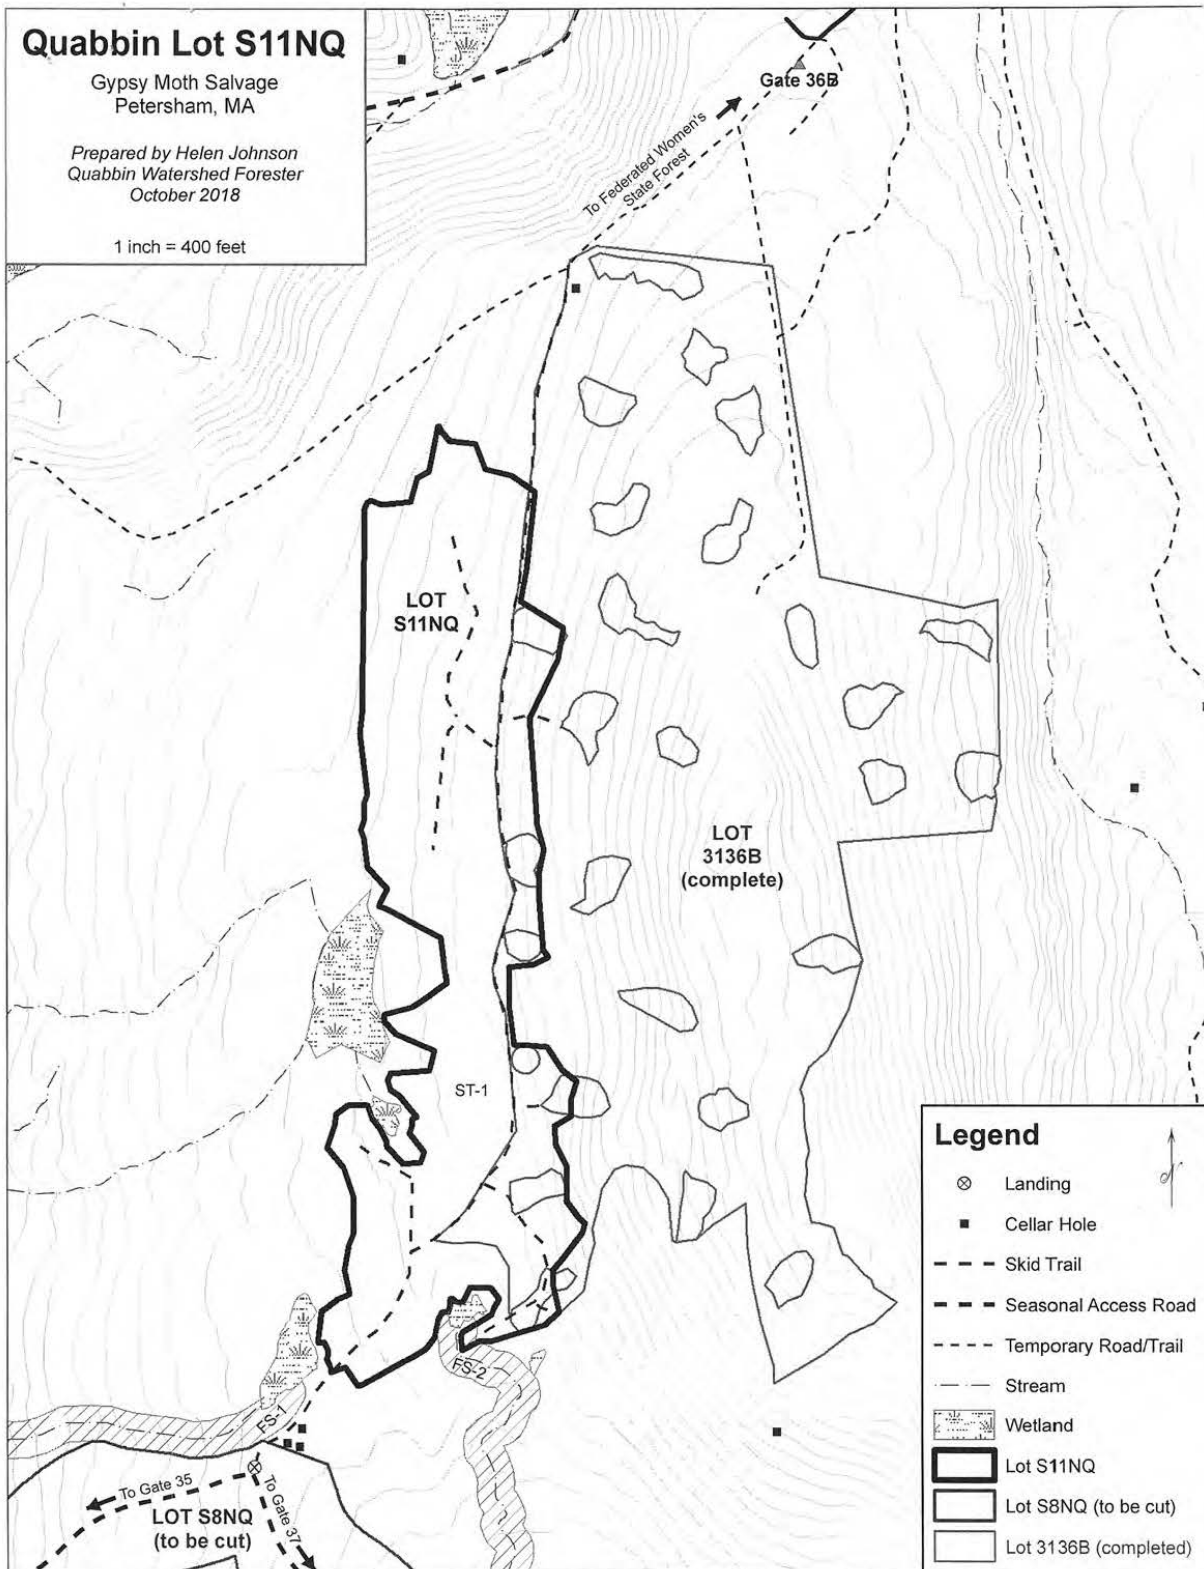 Quabbin Lot S11NQ
Gypsy Moth Salvage
Petersham, MA
Prepared by Helen Johnson
Quabbin Watershed Forester
October 2018
1 inch = 400 feet
Gate 36B
To Federated Women's
State Forest
LOT
S11NQ
LOT
3136B
(complete)
ST-1
FS-2
FS-1
To Gate 35
To Gate 37
LOT S8NQ
(to be cut)
Legend
Landing
Cellar Hole
Skid Trail
Seasonal Access Road
Temporary Road/Trail
Stream
Wetland
Lot S11NQ
Lot S8NQ (to be cut)
Lot 3136B (completed)